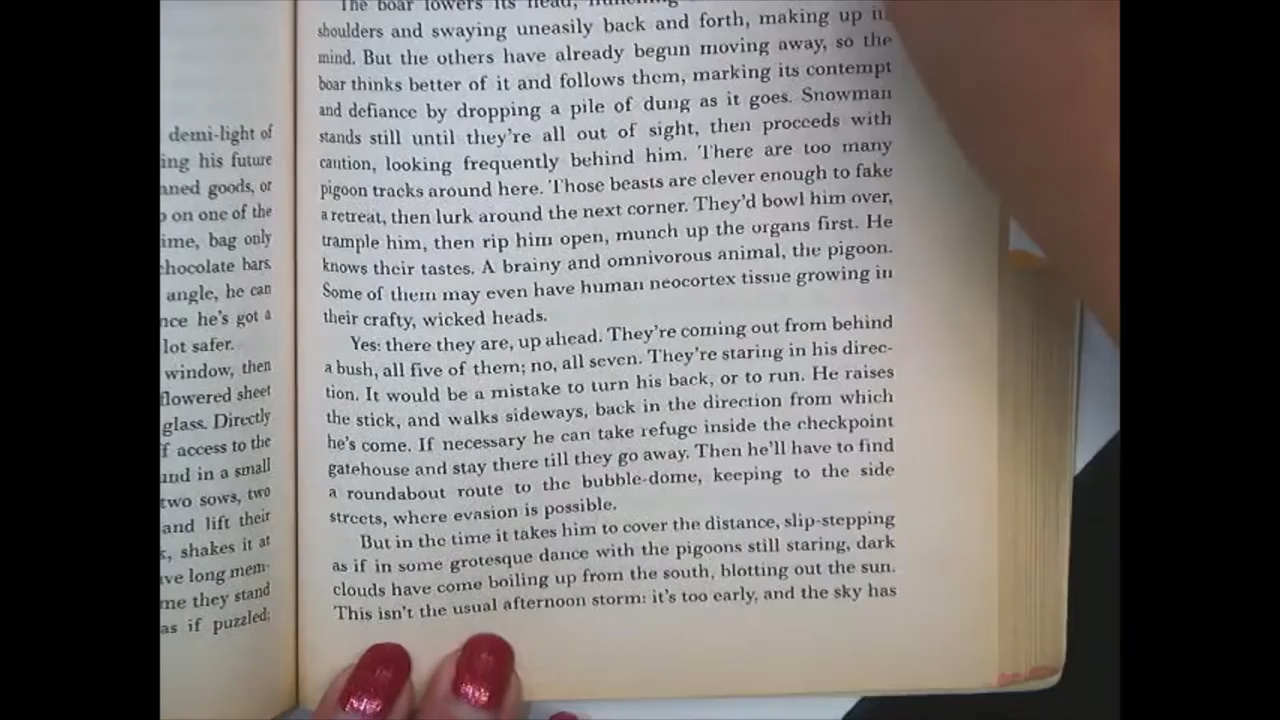 demi-light of
ing his future
nned goods, or
on one of the
ime, bag only
chocolate bars.
angle, he can
nce he's got a
lot safer.
window, then
flowered sheet
glass. Directly
f access to the
und in a small
two sows, two
and lift their
s, shakes it at
ve long mem-
me they stand
as if puzzled;
The boar lowers its head,
shoulders and swaying uneasily back and forth, making up
mind. But the others have already begun moving away, so the
boar thinks better of it and follows them, marking its contempt
and defiance by dropping a pile of dung as it goes. Snowman
stands still until they're all out of sight, then proceeds with
caution, looking frequently behind him. There are too many
pigoon tracks around here. Those beasts are clever enough to fake
a retreat, then lurk around the next corner. They'd bowl him over,
trample him, then rip him open, munch up the organs first. He
knows their tastes. A brainy and omnivorous animal, the pigoon.
Some of them may even have human neocortex tissue growing in
their crafty, wicked heads.
Yes: there they are, up ahead. They're coming out from behind
a bush, all five of them; no, all seven. They're staring in his direc-
tion. It would be a mistake to turn his back, or to run. He raises
the stick, and walks sideways, back in the direction from which
he's come. If necessary he can take refuge inside the checkpoint
gatehouse and stay there till they go away. Then he'll have to find
a roundabout route to the bubble-dome, keeping to the side
streets, where evasion is possible.
But in the time it takes him to cover the distance, slip-stepping
as if in some grotesque dance with the pigoons still staring, dark
clouds have come boiling up from the south, blotting out the sun.
This isn't the usual afternoon storm: it's too early, and the sky has